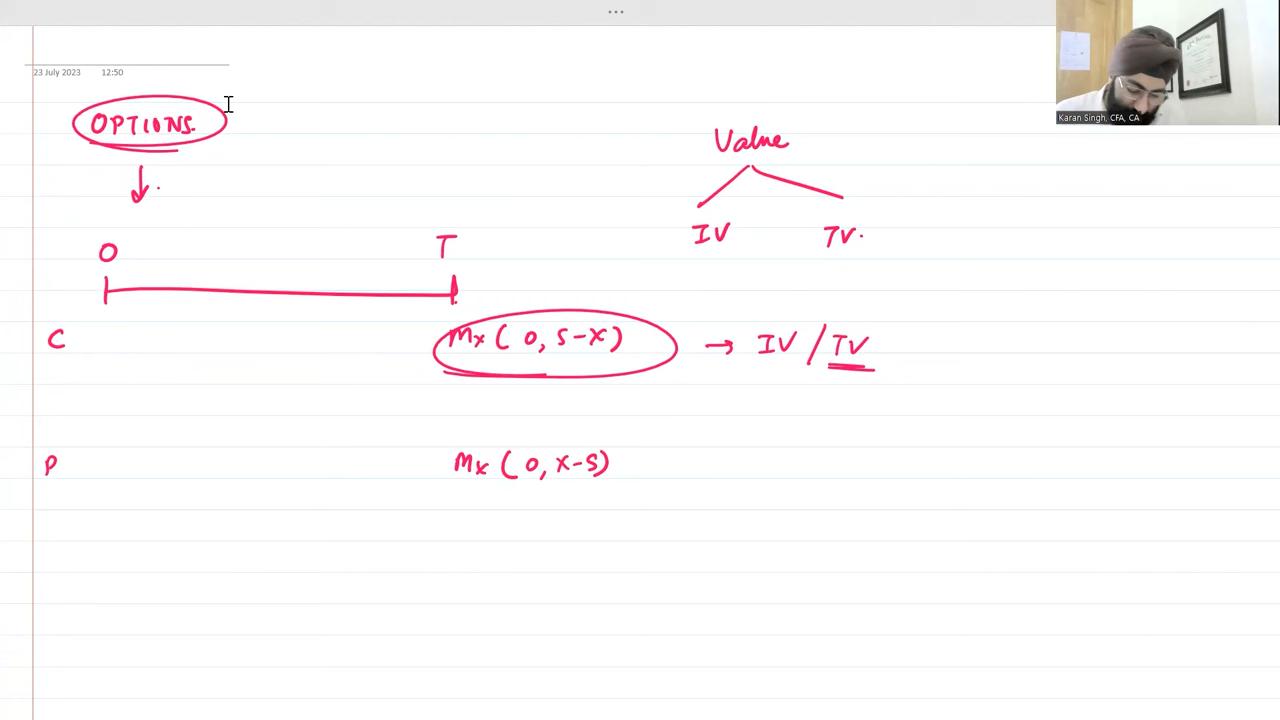 23 July 2023 12:50
OPTIONS.
Value
IV TV.
O T
C Mx ( 0, S-X) → IV / TV
P Mx ( 0, X-S)
Karan Singh, CFA, CA